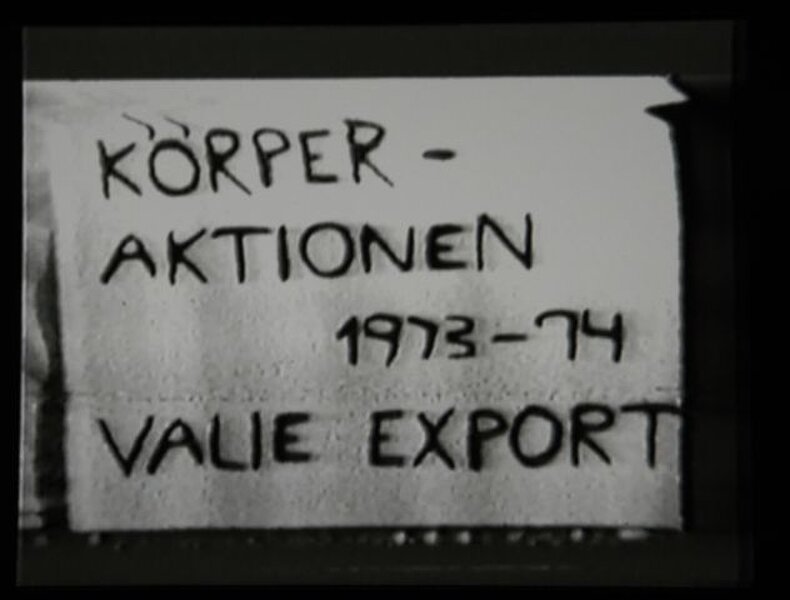 KÖRPER -
AKTIONEN
1973-74
VALIE EXPORT